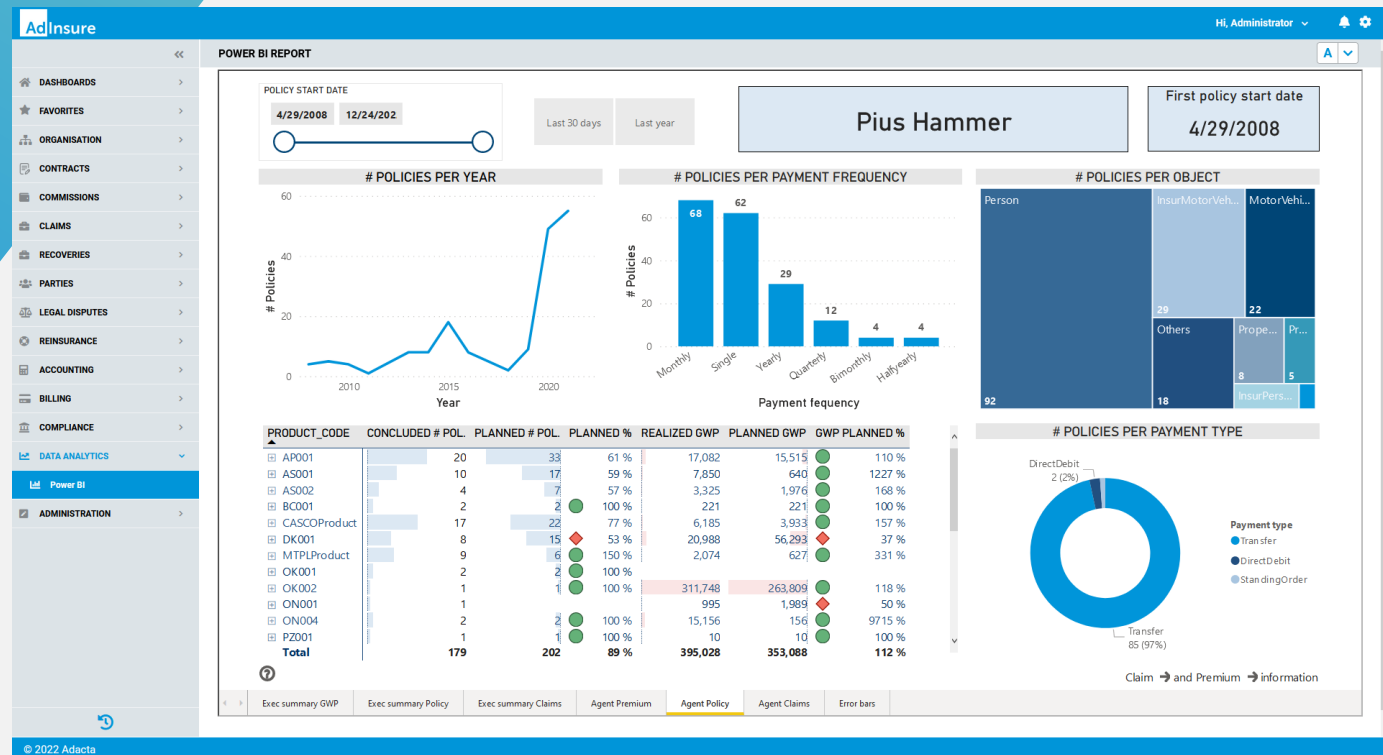 AdInsure
Hi, Administrator
POWER BI REPORT
A
DASHBOARDS
FAVORITES
ORGANISATION
CONTRACTS
COMMISSIONS
CLAIMS
RECOVERIES
PARTIES
LEGAL DISPUTES
REINSURANCE
ACCOUNTING
BILLING
COMPLIANCE
DATA ANALYTICS
Power BI
ADMINISTRATION
© 2022 Adacta
POLICY START DATE
4/29/2008 12/24/202
Last 30 days Last year
Pius Hammer
First policy start date
4/29/2008
# POLICIES PER YEAR
# Policies
60
40
20
0
2010 2015 2020
Year
# POLICIES PER PAYMENT FREQUENCY
# Policies
60
40
20
0
68 62 29 12 4 4
Monthly Single Yearly Quarterly Bimonthly Halfyearly
Payment fequency
# POLICIES PER OBJECT
Person
92
InsurMotorVeh...
29
MotorVehi...
22
Others
18
Prope...
8
Pr...
5
InsurPers...
PRODUCT_CODE CONCLUDED # POL. PLANNED # POL. PLANNED % REALIZED GWP PLANNED GWP GWP PLANNED %
AP001 20 33 61 % 17,082 15,515 110 %
AS001 10 17 59 % 7,850 640 1227 %
AS002 4 7 57 % 3,325 1,976 168 %
BC001 2 2 100 % 221 221 100 %
CASCOProduct 17 22 77 % 6,185 3,933 157 %
DK001 8 15 53 % 20,988 56,293 37 %
MTPLProduct 9 6 150 % 2,074 627 331 %
OK001 2 2 100 %
OK002 1 1 100 % 311,748 263,809 118 %
ON001 1 995 1,989 50 %
ON004 2 2 100 % 15,156 156 9715 %
PZ001 1 1 100 % 10 10 100 %
Total 179 202 89 % 395,028 353,088 112 %
# POLICIES PER PAYMENT TYPE
DirectDebit
2 (2%)
Transfer
85 (97%)
Payment type
Transfer
DirectDebit
StandingOrder
Claim and Premium information
Exec summary GWP Exec summary Policy Exec summary Claims Agent Premium Agent Policy Agent Claims Error bars